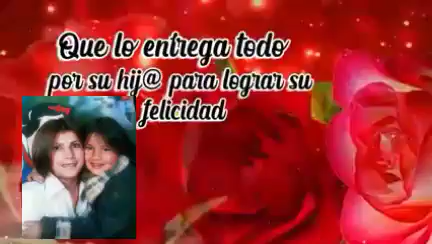 Que lo entrega todo
por su hij@ para lograr su
felicidad